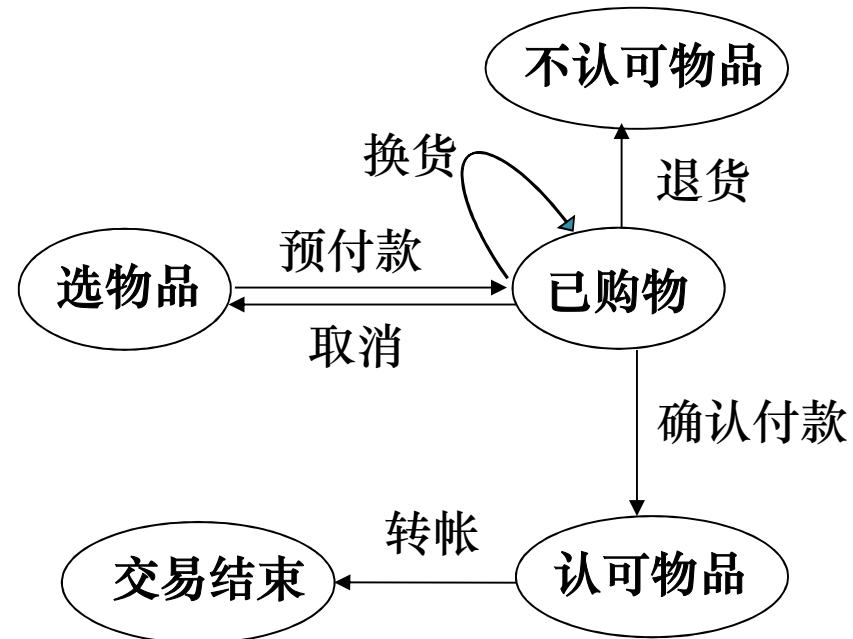 不认可物品
换货
退货
预付款
选物品
已购物
取消
确认付款
转帐
交易结束
认可物品